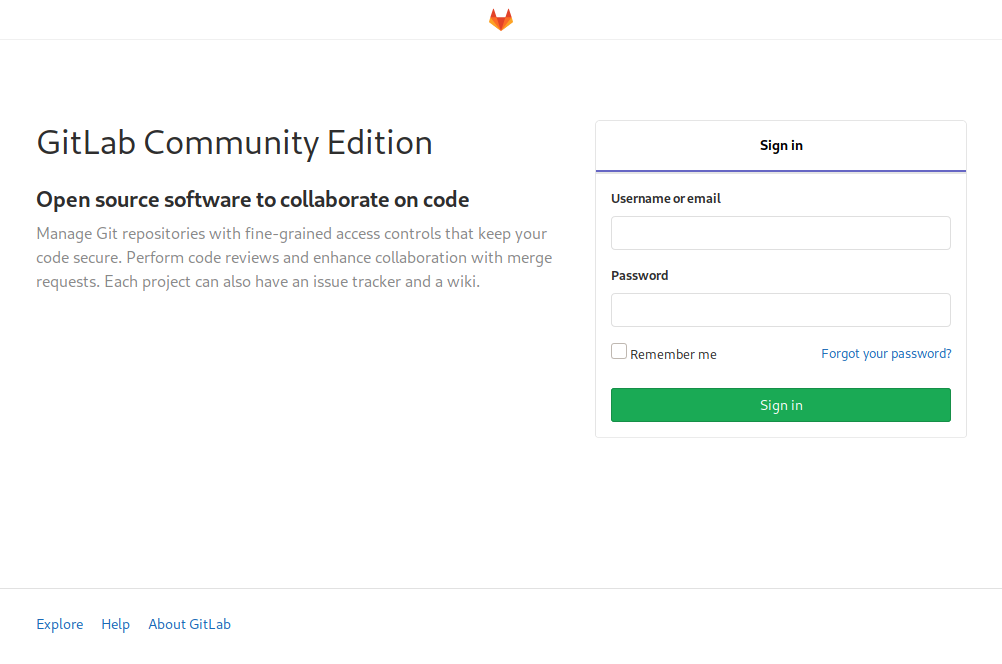 GitLab Community Edition
Open source software to collaborate on code
Manage Git repositories with fine-grained access controls that keep your
code secure. Perform code reviews and enhance collaboration with merge
requests. Each project can also have an issue tracker and a wiki.
Sign in
Username or email
Password
Remember me
Forgot your password?
Sign in
Explore
Help
About GitLab